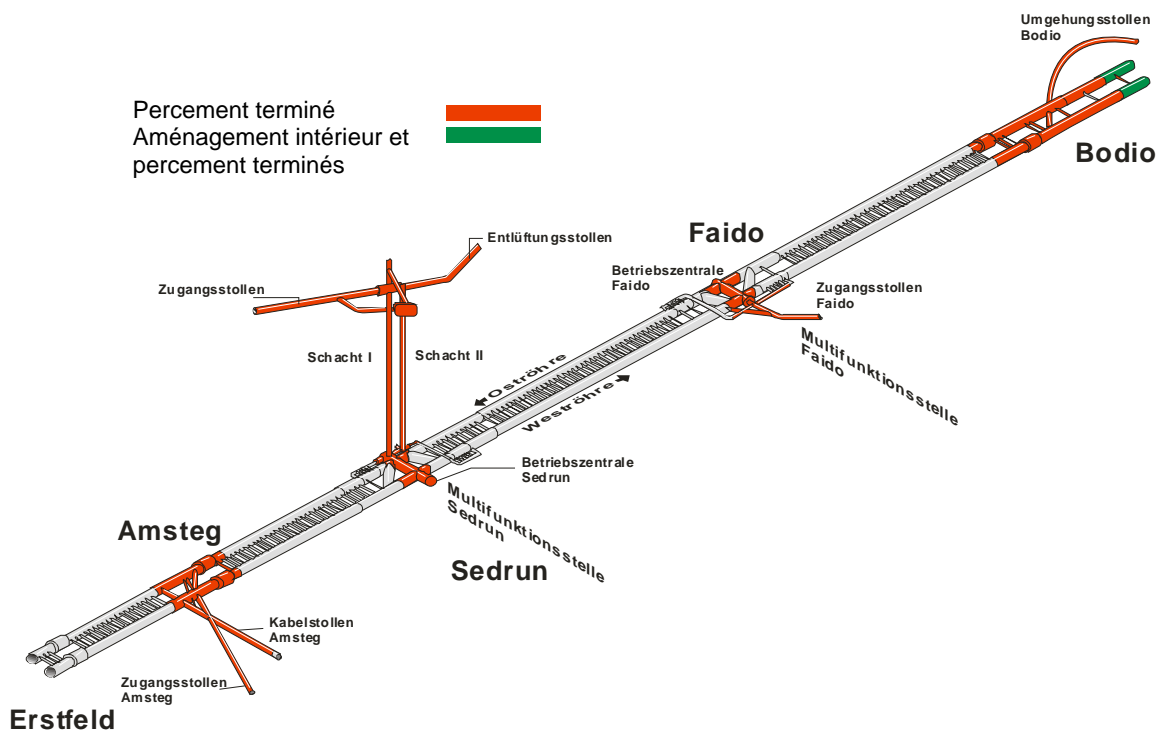 Umgehungsstollen
Bodio
Percement terminé
Aménagement intérieur et
percement terminés
Bodio
Faido
Entlüftungsstollen
Betriebszentrale
Faido
Zugangsstollen
Zugangsstollen
Faido
Multifunktionsstelle
Faido
Schacht I
Schacht II
Oströhre
Weströhre
Betriebszentrale
Sedrun
Multifunktionsstelle
Sedrun
Amsteg
Sedrun
Kabelstollen
Amsteg
Zugangsstollen
Amsteg
Erstfeld